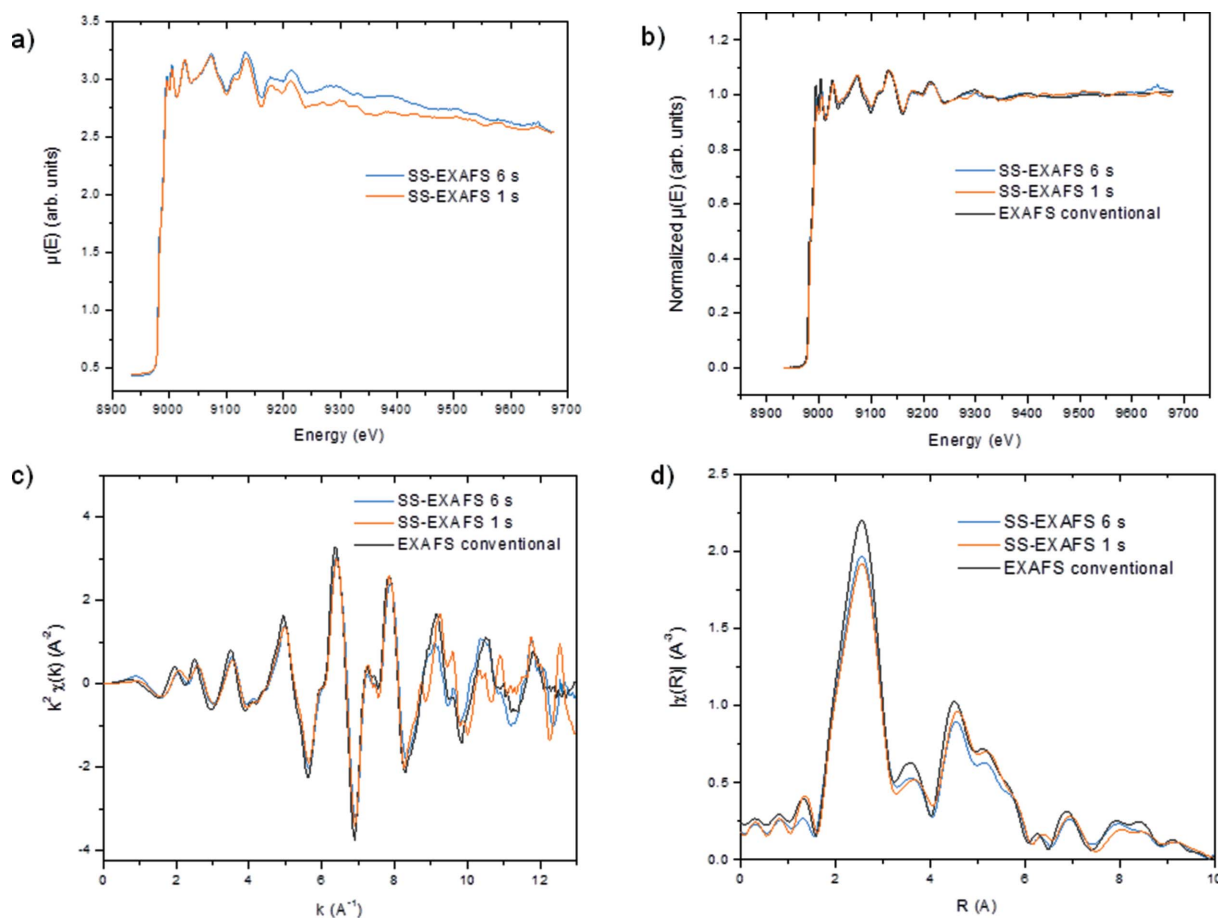 a)
3.5
3.0
2.5
2.0
1.5
1.0
0.5
μ(E) (arb. units)
SS-EXAFS 6 s
SS-EXAFS 1 s
8900 9000 9100 9200 9300 9400 9500 9600 9700
Energy (eV)
b)
1.2
1.0
0.8
0.6
0.4
0.2
0.0
Normalized μ(E) (arb. units)
SS-EXAFS 6 s
SS-EXAFS 1 s
EXAFS conventional
8900 9000 9100 9200 9300 9400 9500 9600 9700
Energy (eV)
c)
4
2
0
-2
-4
k² χ(k) (A⁻²)
SS-EXAFS 6 s
SS-EXAFS 1 s
EXAFS conventional
0 2 4 6 8 10 12
k (A⁻¹)
d)
2.5
2.0
1.5
1.0
0.5
0.0
|χ(R)| (A⁻³)
SS-EXAFS 6 s
SS-EXAFS 1 s
EXAFS conventional
0 2 4 6 8 10
R (A)